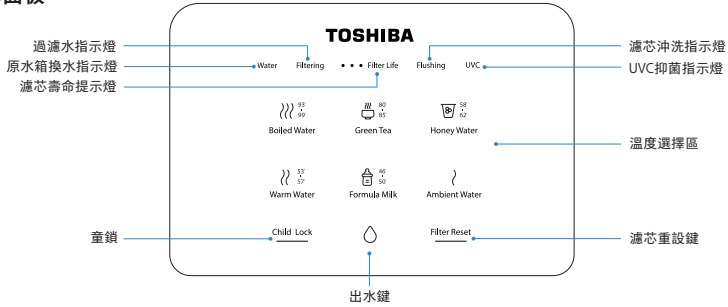 面板
TOSHIBA
過濾水指示燈
原水箱換水指示燈
濾芯壽命提示燈
Water Filtering Filter Life Flushing UVC
濾芯沖洗指示燈
UVC抑菌指示燈
93° 99° 80° 85° 58° 62°
Boiled Water Green Tea Honey Water
溫度選擇區
53° 57° 46° 50°
Warm Water Formula Milk Ambient Water
童鎖
Child Lock Filter Reset
濾芯重設鍵
出水鍵